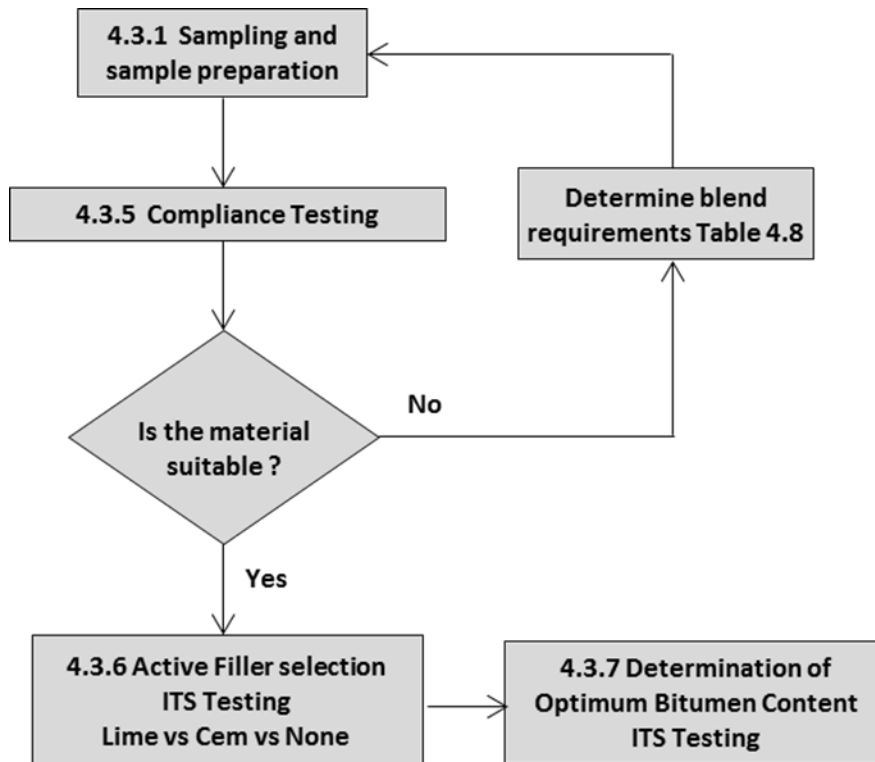 4.3.1 Sampling and
sample preparation
4.3.5 Compliance Testing
Determine blend
requirements Table 4.8
Is the material
suitable ?
No
Yes
4.3.6 Active Filler selection
ITS Testing
Lime vs Cem vs None
4.3.7 Determination of
Optimum Bitumen Content
ITS Testing